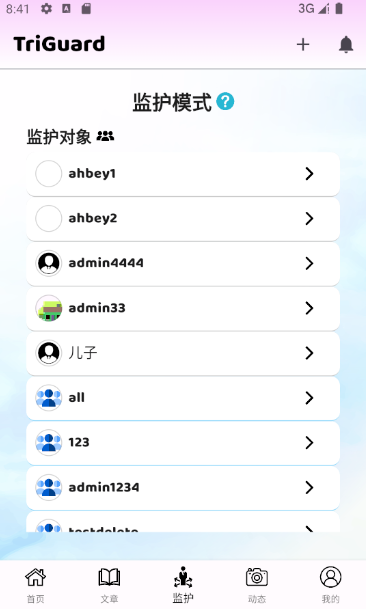 8:41
3G
TriGuard
监护模式 ?
监护对象
ahbey1
ahbey2
admin4444
admin33
儿子
all
123
admin1234
testdelete
首页 文章 监护 动态 我的